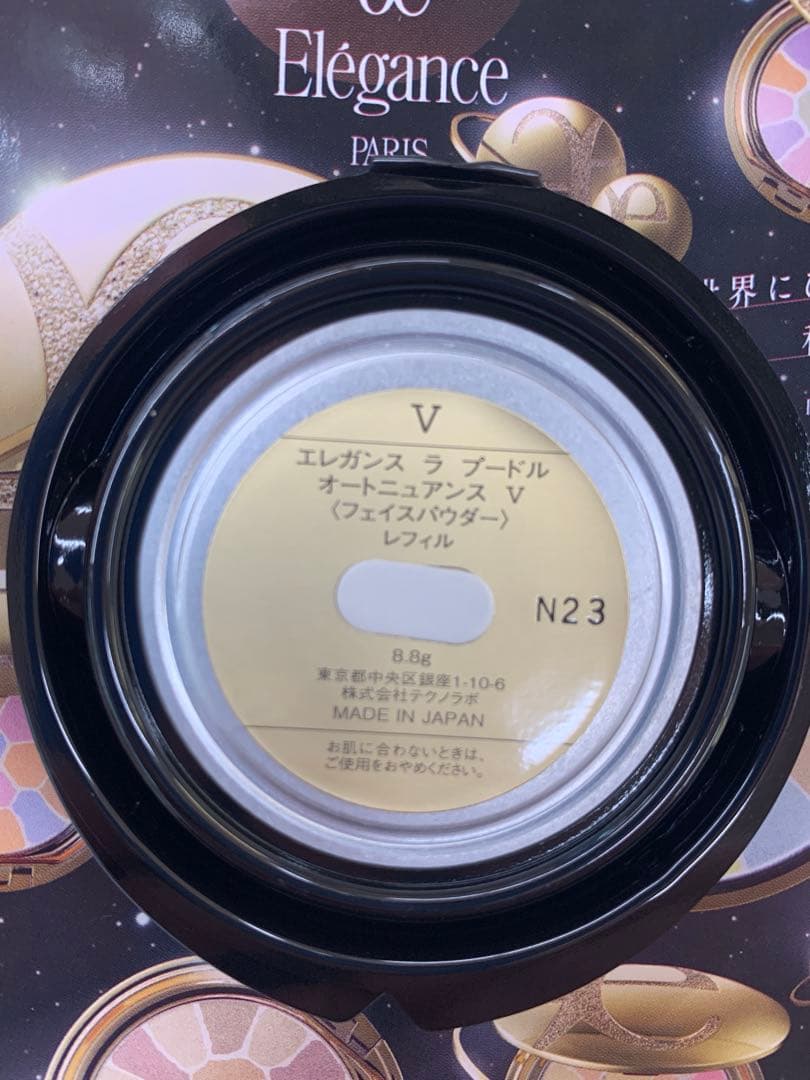 Elégance
PARIS
世界に
V
エレガンス ラ プードル
オートニュアンス V
〈フェイスパウダー〉
レフィル
N23
8.8g
東京都中央区銀座1-10-6
株式会社テクノラボ
MADE IN JAPAN
お肌に合わないときは、
ご使用をおやめください。